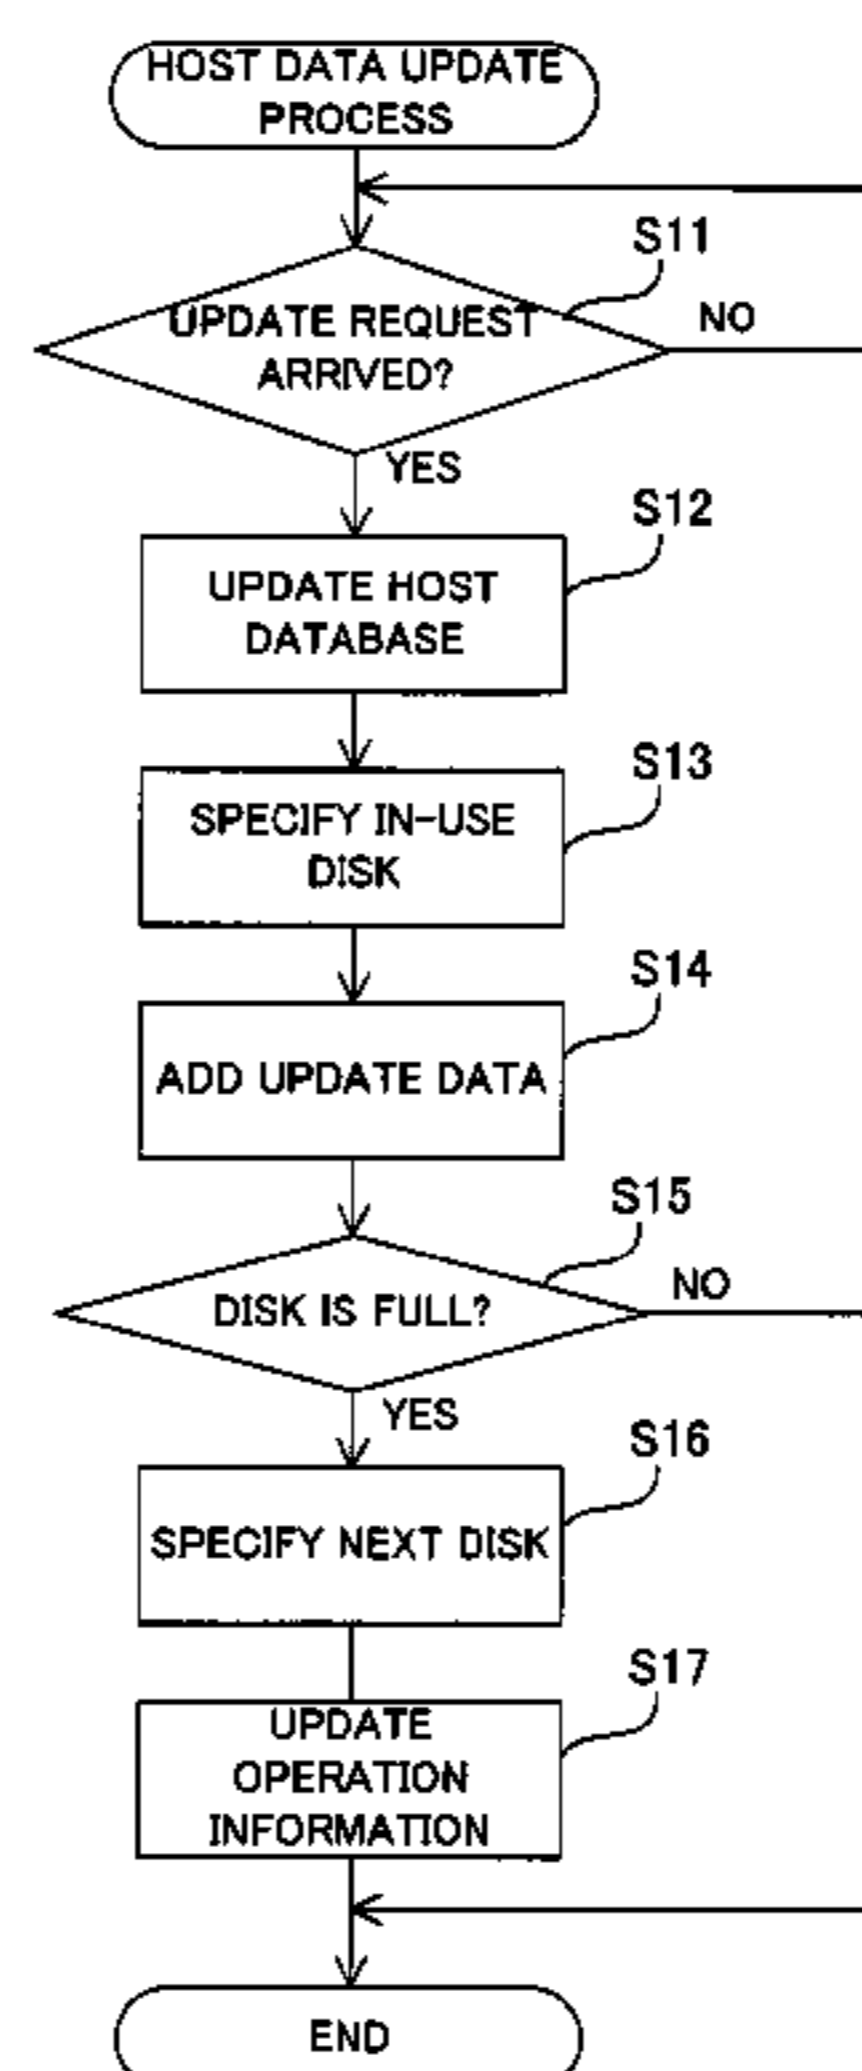 HOST DATA UPDATE
PROCESS
S11
UPDATE REQUEST
ARRIVED?
NO
YES
S12
UPDATE HOST
DATABASE
S13
SPECIFY IN-USE
DISK
S14
ADD UPDATE DATA
S15
DISK IS FULL?
NO
YES
S16
SPECIFY NEXT DISK
S17
UPDATE
OPERATION
INFORMATION
END